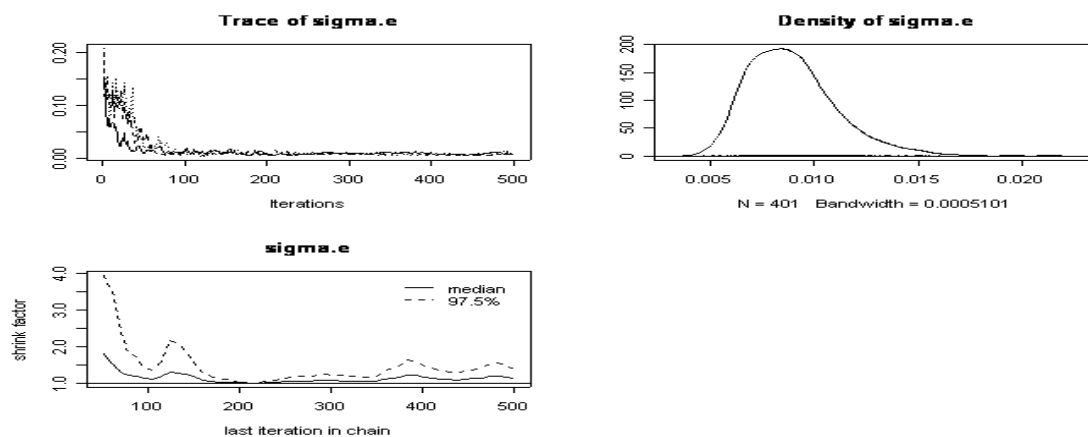 Trace of sigma.e
0.20
0.10
0.00
0 100 200 300 400 500
Iterations
Density of sigma.e
200
150
100
50
0
0.005 0.010 0.015 0.020
N = 401 Bandwidth = 0.0005101
sigma.e
shrink factor
4.0
3.0
2.0
1.0
median
97.5%
100 200 300 400 500
last iteration in chain